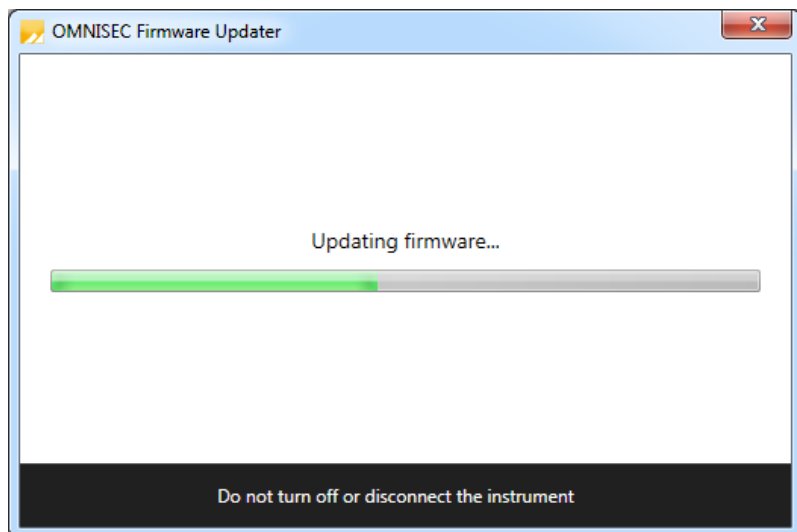 OMNISEC Firmware Updater
Updating firmware...
Do not turn off or disconnect the instrument